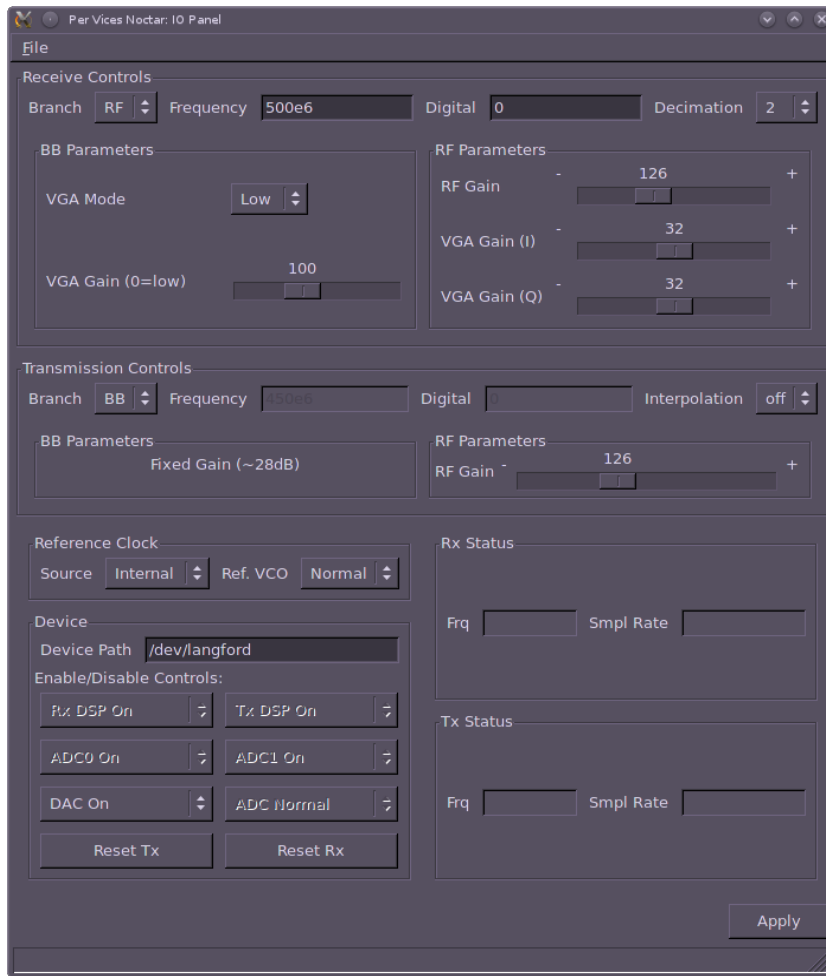 Per Vices Noctar: IO Panel
File
Receive Controls
Branch RF Frequency 500e6 Digital 0 Decimation 2
BB Parameters
VGA Mode Low
VGA Gain (0=low) 100
RF Parameters
RF Gain - 126 +
VGA Gain (I) - 32 +
VGA Gain (Q) - 32 +
Transmission Controls
Branch BB Frequency 450e6 Digital 0 Interpolation off
BB Parameters
Fixed Gain (~28dB)
RF Parameters
RF Gain - 126 +
Reference Clock
Source Internal Ref. VCO Normal
Device
Device Path /dev/langford
Enable/Disable Controls:
Rx DSP On Tx DSP On
ADC0 On ADC1 On
DAC On ADC Normal
Reset Tx Reset Rx
Rx Status
Frq Smpl Rate
Tx Status
Frq Smpl Rate
Apply